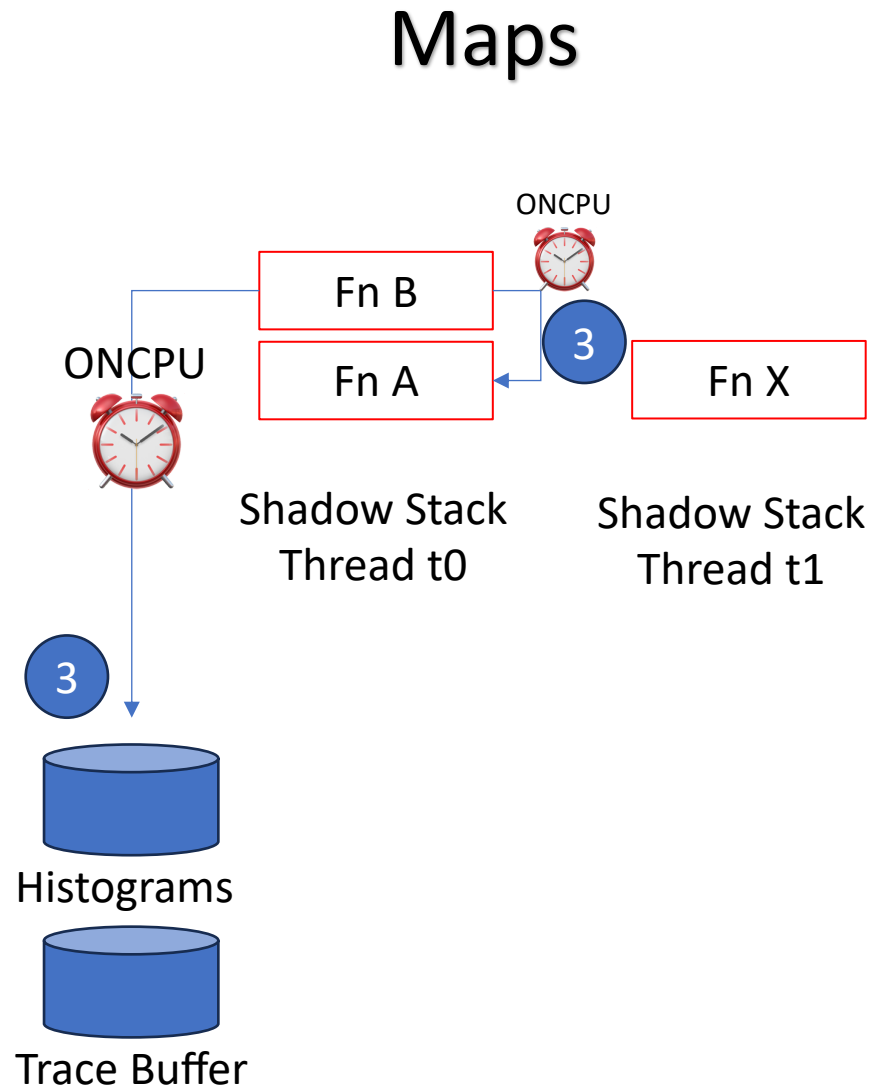 Maps
ONCPU
Fn B
3
ONCPU
Fn A
Fn X
Shadow Stack
Thread t0
Shadow Stack
Thread t1
3
Histograms
Trace Buffer